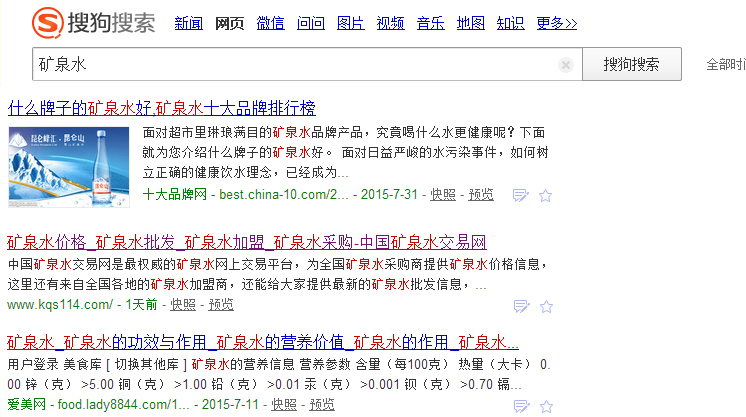 搜狗搜索 新闻 网页 微信 问问 图片 视频 音乐 地图 知识 更多>>
矿泉水 搜狗搜索 全部时间
什么牌子的矿泉水好,矿泉水十大品牌排行榜
昆仑峰汇·昆仑山
面对超市里琳琅满目的矿泉水品牌产品，究竟喝什么水更健康呢？下面
就为您介绍什么牌子的矿泉水好。 面对日益严峻的水污染事件，如何树
立正确的健康饮水理念，已经成为...
十大品牌网 - best.china-10.com/2... - 2015-7-31 - 快照 - 预览
矿泉水价格_矿泉水批发_矿泉水加盟_矿泉水采购-中国矿泉水交易网
中国矿泉水交易网是最权威的矿泉水网上交易平台，为全国矿泉水采购商提供矿泉水价格信息，
这里还有来自全国各地的矿泉水加盟商，还能给大家提供最新的矿泉水批发信息，...
www.kqs114.com/ - 1天前 - 快照 - 预览
矿泉水_矿泉水的功效与作用_矿泉水的营养价值_矿泉水的作用_矿泉水...
用户登录 美食库 [ 切换其他库 ] 矿泉水的营养信息 营养参数 含量（每100克） 热量（大卡） 0.
00 锌（克） >5.00 铜（克） >1.00 铅（克） >0.01 汞（克） >0.001 钡（克） >0.70 镉...
爱美网 - food.lady8844.com/1... - 2015-7-11 - 快照 - 预览